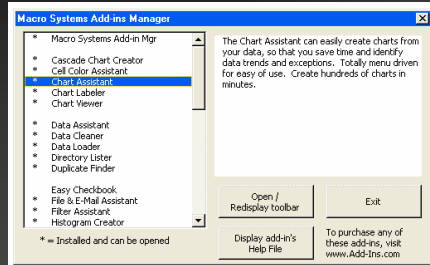 Macro Systems Add-ins Manager
* Macro Systems Add-in Mgr
* Cascade Chart Creator
* Cell Color Assistant
* Chart Assistant
* Chart Labeler
* Chart Viewer
* Data Assistant
* Data Cleaner
* Data Loader
* Directory Lister
* Duplicate Finder
Easy Checkbook
* File & E-Mail Assistant
* Filter Assistant
* Histogram Creator
* = Installed and can be opened
The Chart Assistant can easily create charts from
your data, so that you save time and identify
data trends and exceptions. Totally menu driven
for easy of use. Create hundreds of charts in
minutes.
Open /
Redisplay toolbar
Exit
Display add-in's
Help File
To purchase any of
these add-ins, visit
www.Add-Ins.com